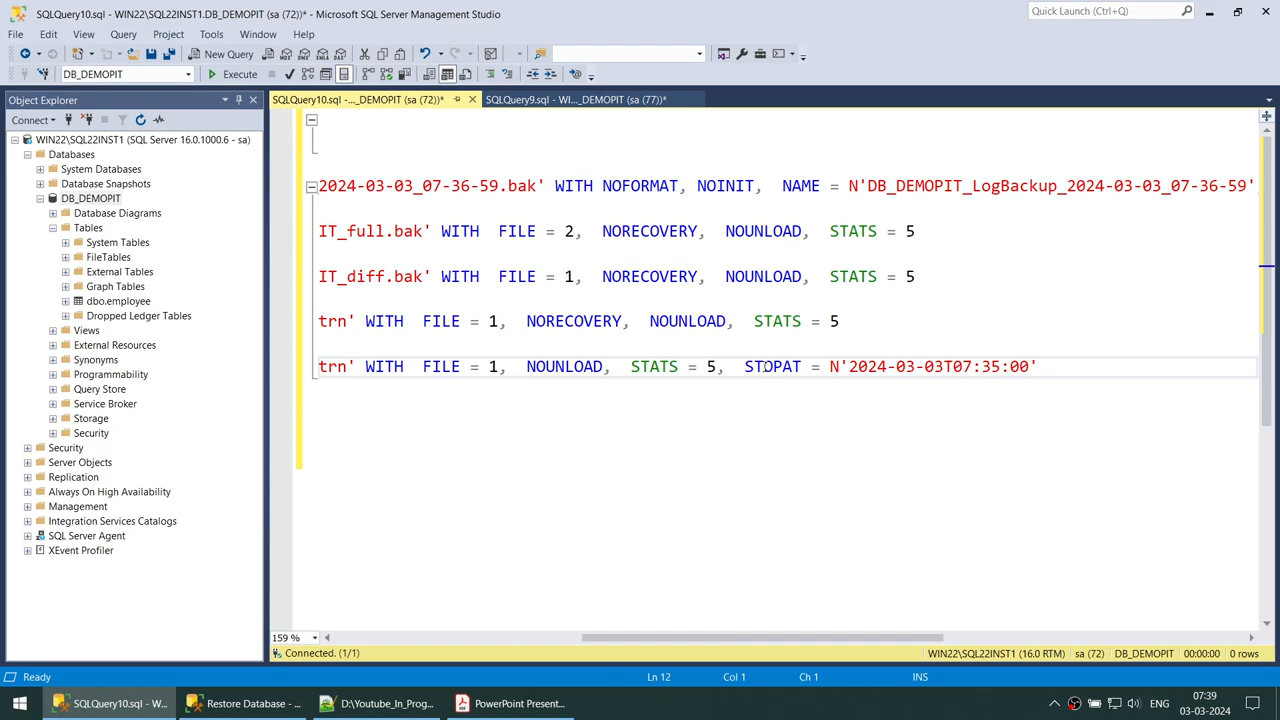 SQLQuery10.sql - WIN22\SQL22INST1.DB_DEMOPIT (sa (72))* - Microsoft SQL Server Management Studio
Quick Launch (Ctrl+Q)
File Edit View Query Project Tools Window Help
New Query
DB_DEMOPIT Execute
Object Explorer
SQLQuery10.sql -..._DEMOPIT (sa (72))* SQLQuery9.sql - WI..._DEMOPIT (sa (77))*
Connect
WIN22\SQL22INST1 (SQL Server 16.0.1000.6 - sa)
Databases
System Databases
Database Snapshots
DB_DEMOPIT
Database Diagrams
Tables
System Tables
FileTables
External Tables
Graph Tables
dbo.employee
Dropped Ledger Tables
Views
External Resources
Synonyms
Programmability
Query Store
Service Broker
Storage
Security
Security
Server Objects
Replication
Always On High Availability
Management
Integration Services Catalogs
SQL Server Agent
XEvent Profiler
2024-03-03_07-36-59.bak' WITH NOFORMAT, NOINIT,  NAME = N'DB_DEMOPIT_LogBackup_2024-03-03_07-36-59',
IT_full.bak' WITH  FILE = 2,  NORECOVERY,  NOUNLOAD,  STATS = 5
IT_diff.bak' WITH  FILE = 1,  NORECOVERY,  NOUNLOAD,  STATS = 5
trn' WITH  FILE = 1,  NORECOVERY,  NOUNLOAD,  STATS = 5
trn' WITH  FILE = 1,  NOUNLOAD,  STATS = 5,  STOPAT = N'2024-03-03T07:35:00'
159 %
Connected. (1/1) WIN22\SQL22INST1 (16.0 RTM) sa (72) DB_DEMOPIT 00:00:00 0 rows
Ready Ln 12 Col 1 Ch 1 INS
SQLQuery10.sql - W... Restore Database - ... D:\Youtube_In_Prog... PowerPoint Present... ENG 07:39
03-03-2024